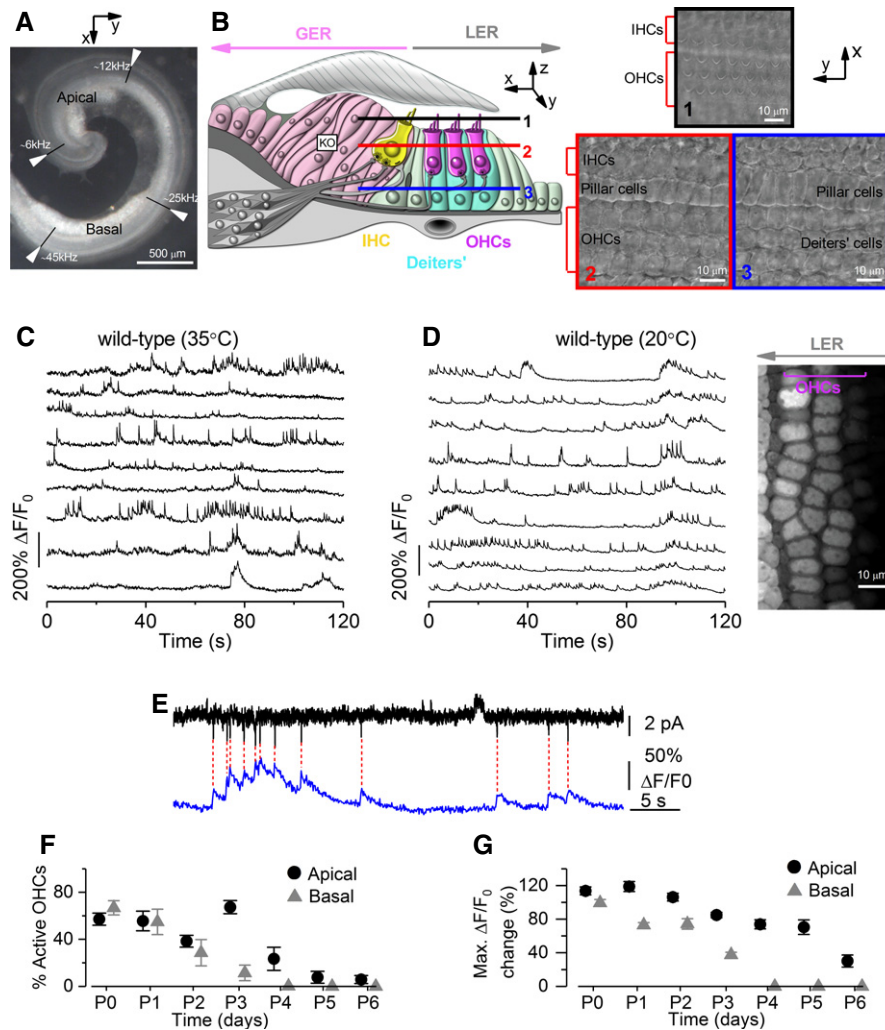 A
x
y
~12kHz
Apical
~6kHz
~25kHz
Basal
~45kHz
500 μm
B
GER
LER
z
x
y
1
KO
2
3
IHC
OHCs
Deiters'
IHCs
OHCs
1
10 μm
y
x
IHCs
Pillar cells
OHCs
2
10 μm
Pillar cells
Deiters' cells
3
10 μm
C
wild-type (35°C)
200% ΔF/F0
0
40
80
120
Time (s)
D
wild-type (20°C)
200% ΔF/F0
0
40
80
120
Time (s)
LER
OHCs
10 μm
E
2 pA
50%
ΔF/F0
5 s
F
Apical
Basal
% Active OHCs
80
40
0
P0 P1 P2 P3 P4 P5 P6
Time (days)
G
Apical
Basal
Max. ΔF/F0
change (%)
120
80
40
0
P0 P1 P2 P3 P4 P5 P6
Time (days)